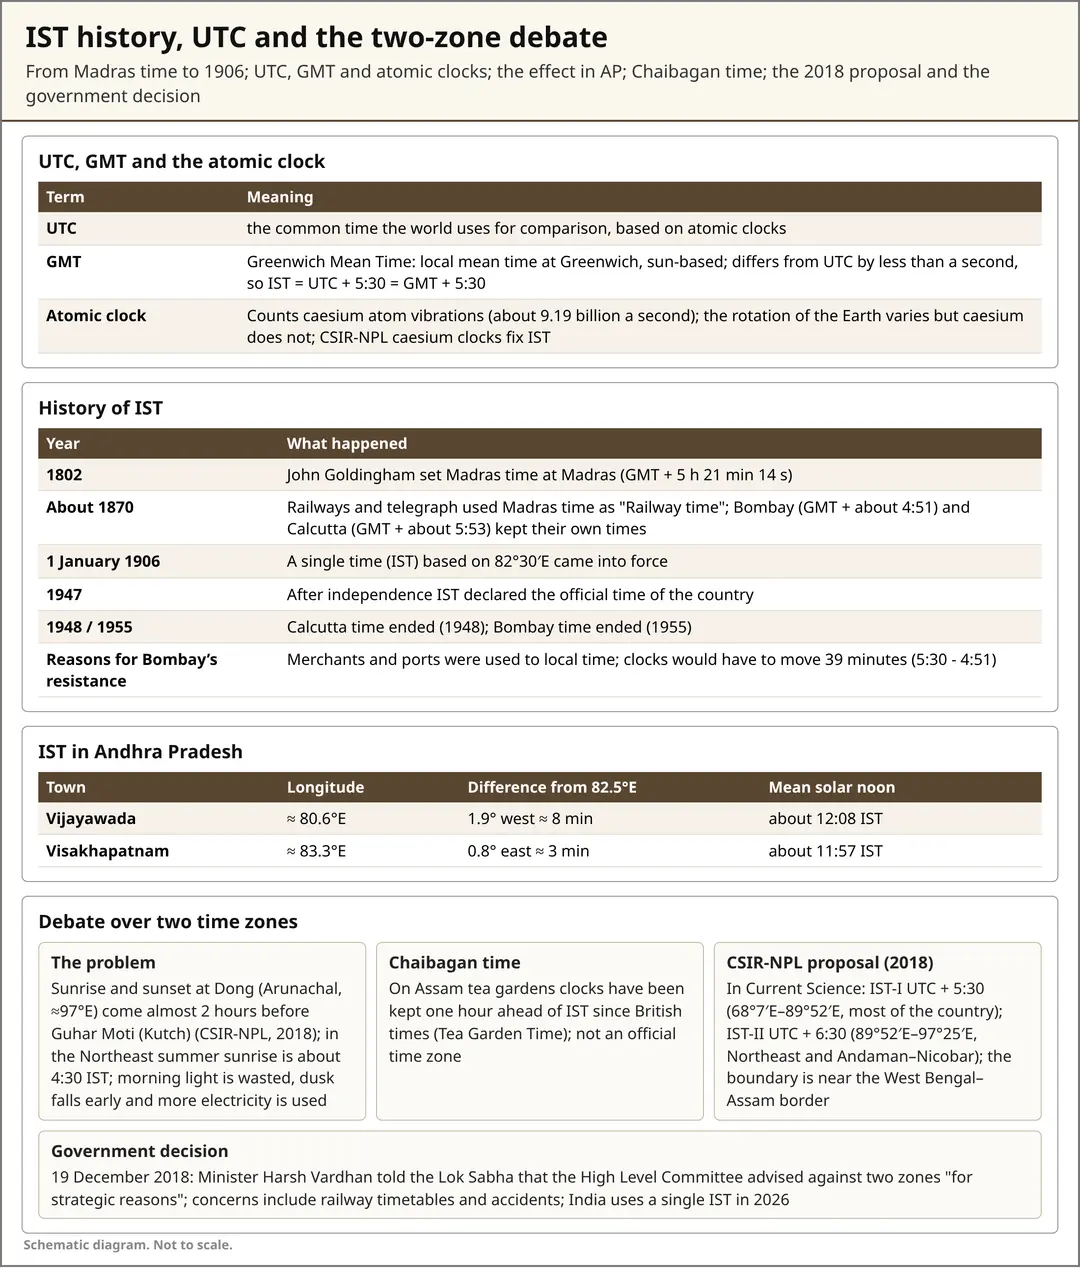 IST history, UTC and the two-zone debate
From Madras time to 1906; UTC, GMT and atomic clocks; the effect in AP; Chaibagan time; the 2018 proposal and the
government decision
UTC, GMT and the atomic clock
Term Meaning
UTC the common time the world uses for comparison, based on atomic clocks
GMT Greenwich Mean Time: local mean time at Greenwich, sun-based; differs from UTC by less than a second,
so IST = UTC + 5:30 = GMT + 5:30
Atomic clock Counts caesium atom vibrations (about 9.19 billion a second); the rotation of the Earth varies but caesium
does not; CSIR-NPL caesium clocks fix IST
History of IST
Year What happened
1802 John Goldingham set Madras time at Madras (GMT + 5 h 21 min 14 s)
About 1870 Railways and telegraph used Madras time as "Railway time"; Bombay (GMT + about 4:51) and
Calcutta (GMT + about 5:53) kept their own times
1 January 1906 A single time (IST) based on 82°30′E came into force
1947 After independence IST declared the official time of the country
1948 / 1955 Calcutta time ended (1948); Bombay time ended (1955)
Reasons for Bombay’s Merchants and ports were used to local time; clocks would have to move 39 minutes (5:30 - 4:51)
resistance
IST in Andhra Pradesh
Town Longitude Difference from 82.5°E Mean solar noon
Vijayawada ≈ 80.6°E 1.9° west ≈ 8 min about 12:08 IST
Visakhapatnam ≈ 83.3°E 0.8° east ≈ 3 min about 11:57 IST
Debate over two time zones
The problem
Sunrise and sunset at Dong (Arunachal,
≈97°E) come almost 2 hours before
Guhar Moti (Kutch) (CSIR-NPL, 2018); in
the Northeast summer sunrise is about
4:30 IST; morning light is wasted, dusk
falls early and more electricity is used
Chaibagan time
On Assam tea gardens clocks have been
kept one hour ahead of IST since British
times (Tea Garden Time); not an official
time zone
CSIR-NPL proposal (2018)
In Current Science: IST-I UTC + 5:30
(68°7′E–89°52′E, most of the country);
IST-II UTC + 6:30 (89°52′E–97°25′E,
Northeast and Andaman–Nicobar); the
boundary is near the West Bengal–
Assam border
Government decision
19 December 2018: Minister Harsh Vardhan told the Lok Sabha that the High Level Committee advised against two zones "for
strategic reasons"; concerns include railway timetables and accidents; India uses a single IST in 2026
Schematic diagram. Not to scale.